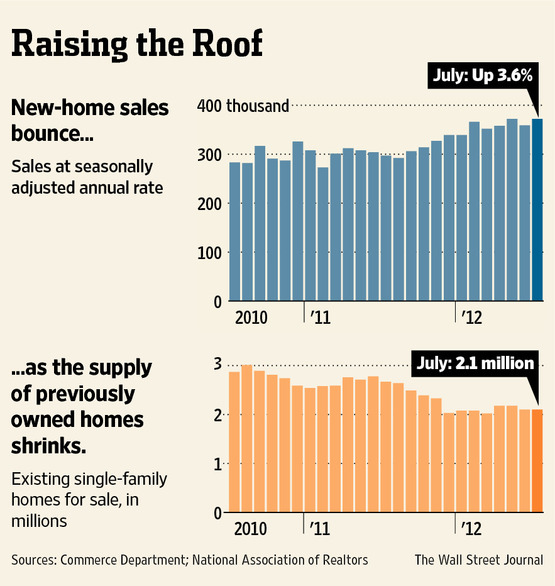 Raising the Roof
July: Up 3.6%
New-home sales
bounce...
Sales at seasonally
adjusted annual rate
400 thousand
300
200
100
0
2010
'11
'12
...as the supply
of previously
owned homes
shrinks.
Existing single-family
homes for sale, in
millions
July: 2.1 million
3
2
1
0
2010
'11
'12
Sources: Commerce Department; National Association of Realtors
The Wall Street Journal